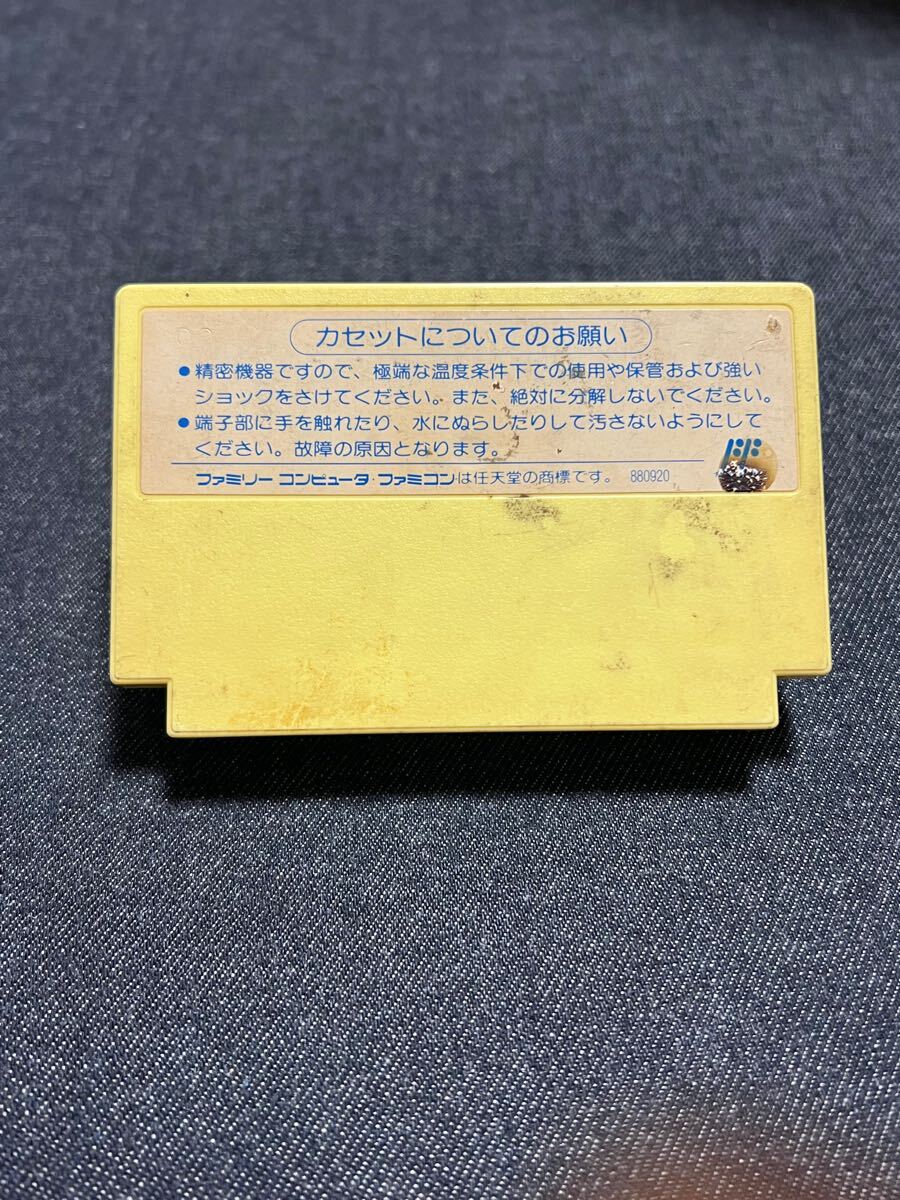 カセットについてのお願い
●精密機器ですので、極端な温度条件下での使用や保管および強い
ショックをさけてください。また、絶対に分解しないでください。
●端子部に手を触れたり、水にぬらしたりして汚さないようにして
ください。故障の原因となります。
ファミリー コンピュータ・ファミコンは任天堂の商標です。 880920